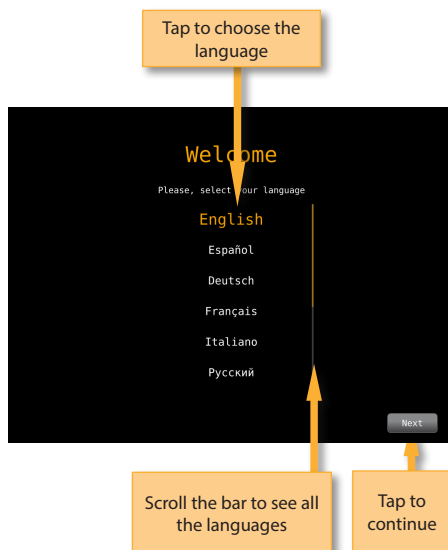 Tap to choose the
language
Welcome
Please, select your language
English
Español
Deutsch
Français
Italiano
Русский
Next
Scroll the bar to see all
the languages
Tap to
continue